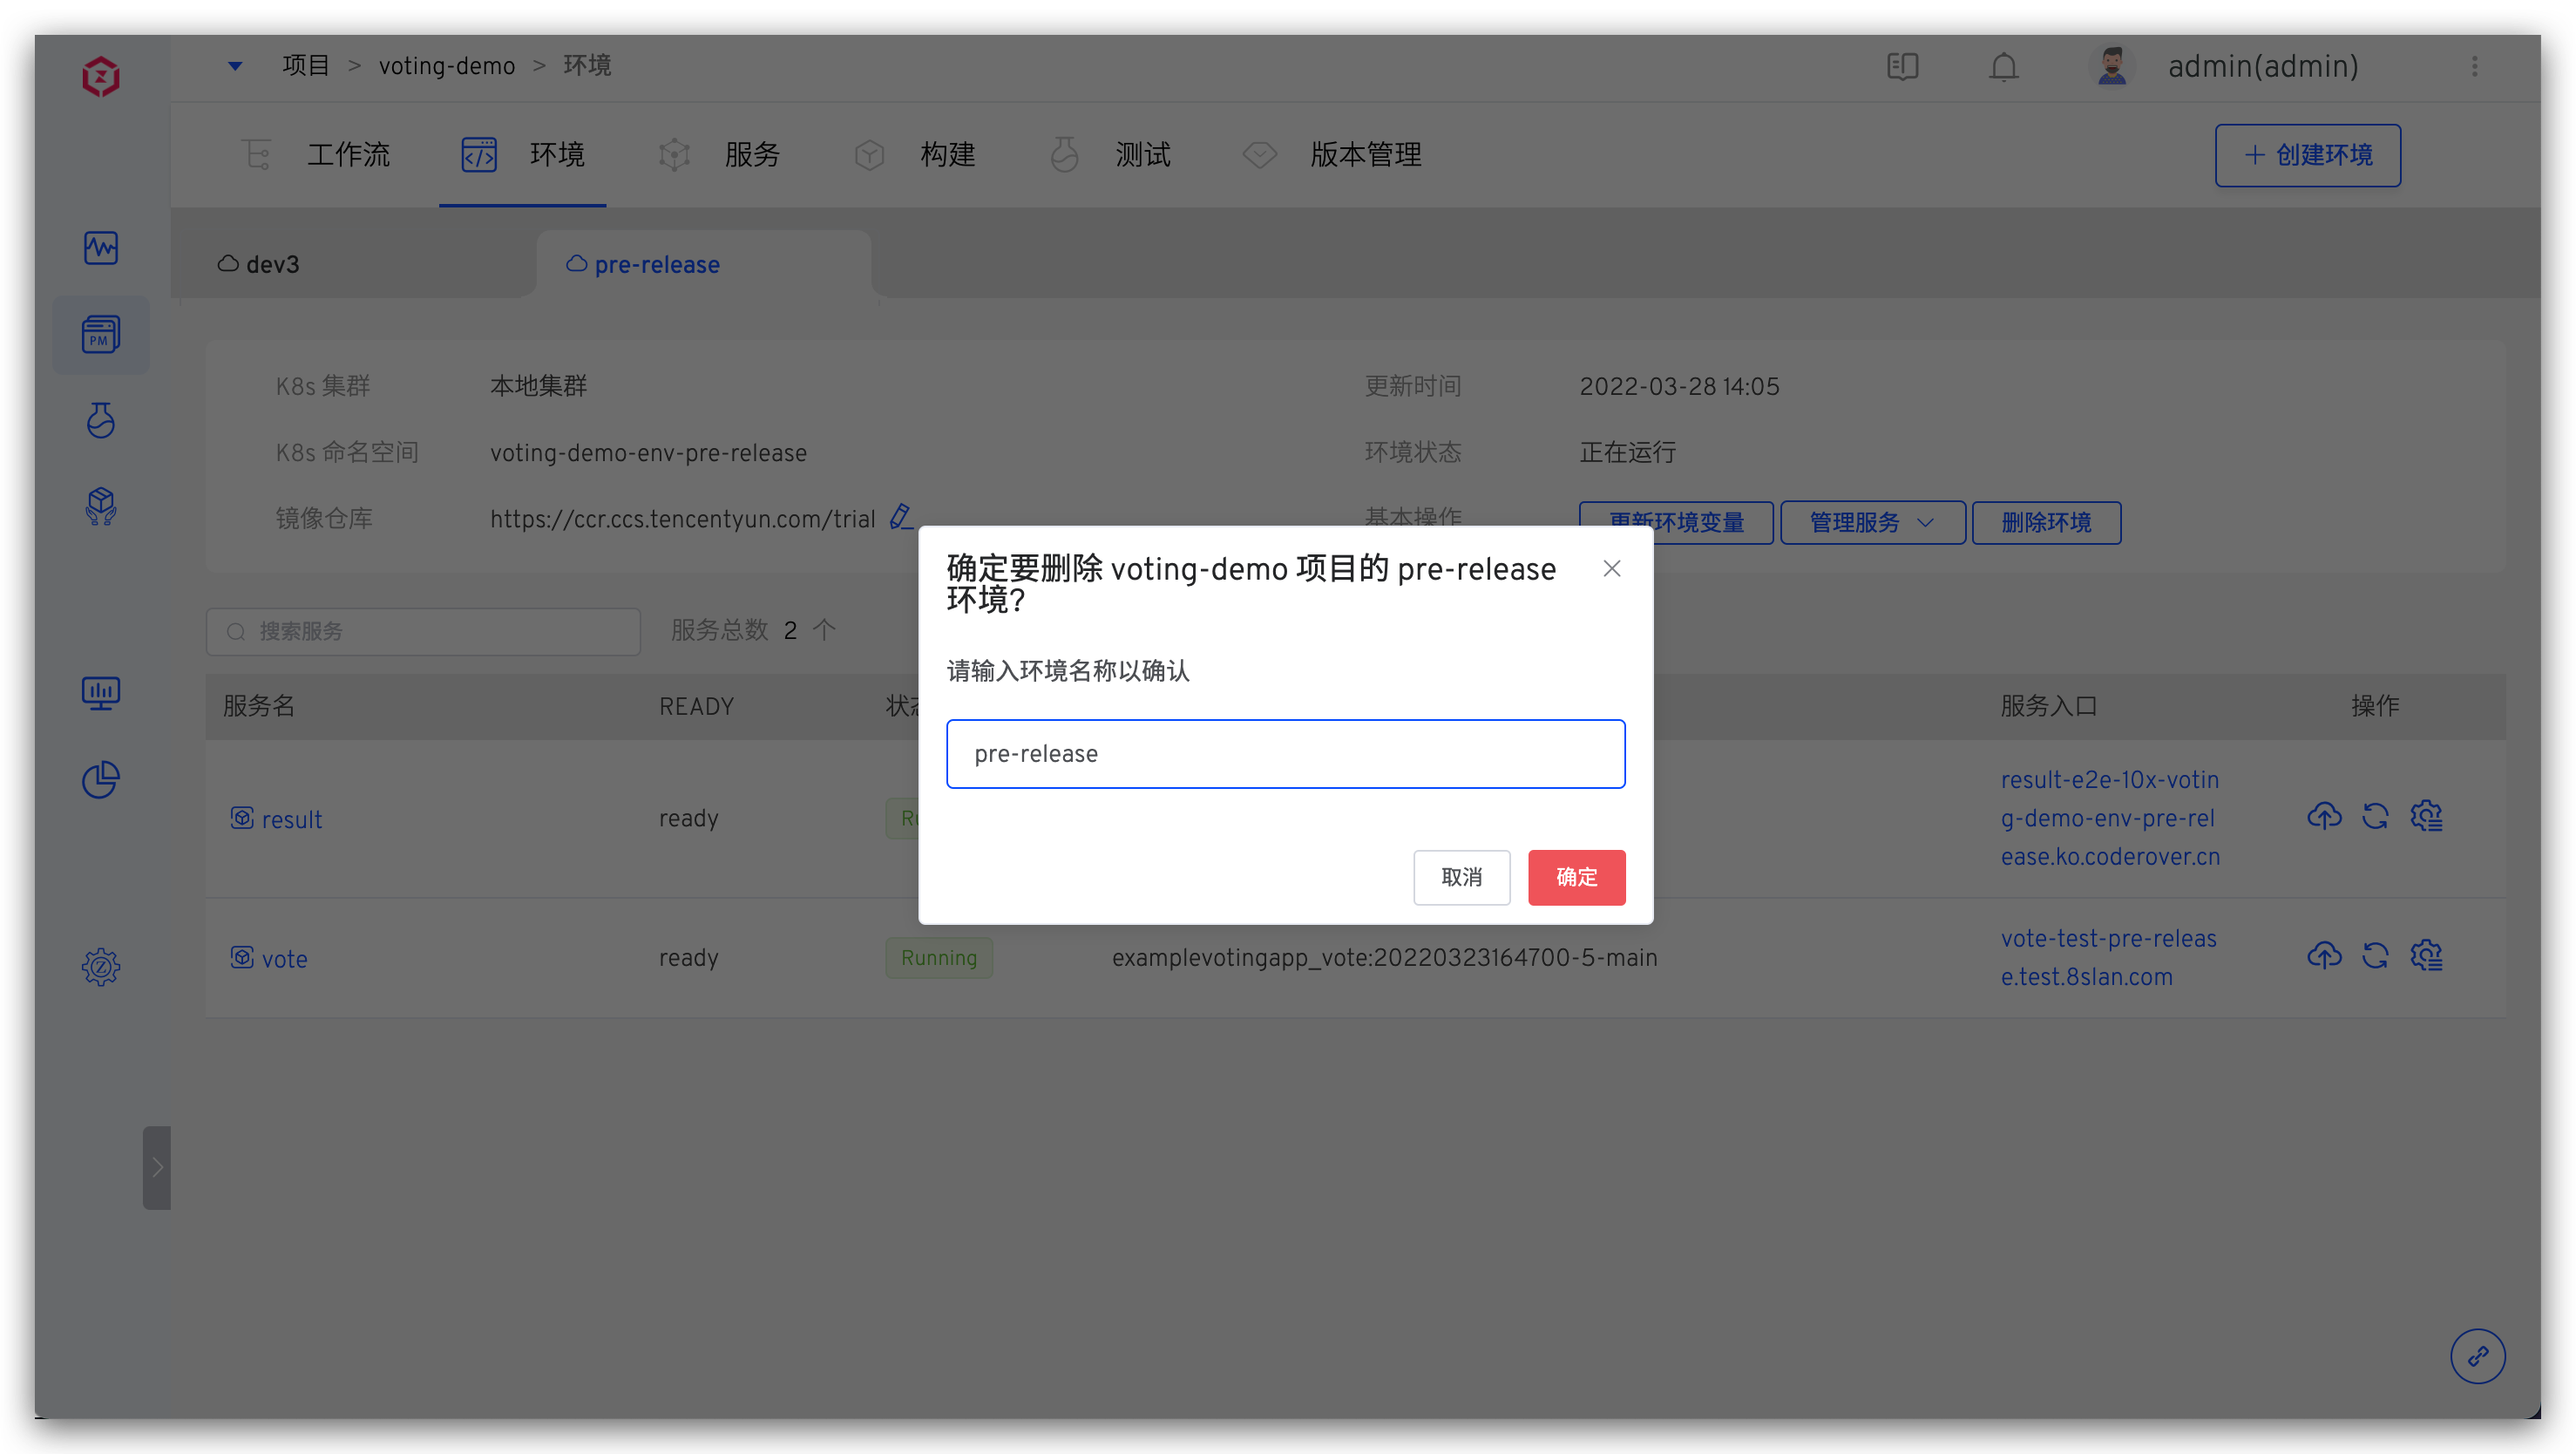 项目 > voting-demo > 环境
admin(admin)
工作流 环境 服务 构建 测试 版本管理
+ 创建环境
dev3 pre-release
PM
K8s 集群 本地集群 更新时间 2022-03-28 14:05
K8s 命名空间 voting-demo-env-pre-release 环境状态 正在运行
镜像仓库 https://ccr.ccs.tencentyun.com/trial 基本操作 更新环境变量 管理服务 删除环境
确定要删除 voting-demo 项目的 pre-release
环境?
搜索服务 服务总数 2 个
请输入环境名称以确认
服务名 READY 服务入口 操作
pre-release
result ready
result-e2e-10x-votin
g-demo-env-pre-rel
ease.ko.coderover.cn
取消 确定
vote ready Running examplevotingapp_vote:20220323164700-5-main
vote-test-pre-releas
e.test.8slan.com